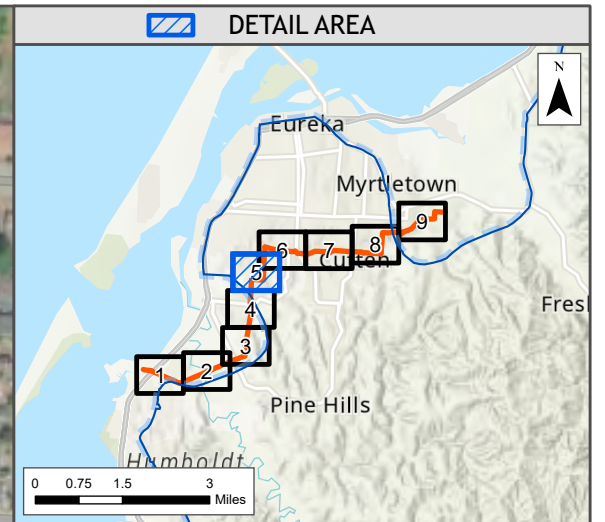 DETAIL AREA
N
Eureka
Myrtletown
9
6
7
8
Cutten
5
Fresh
4
3
1
2
Pine Hills
Humboldt
0 0.75 1.5 3
Miles